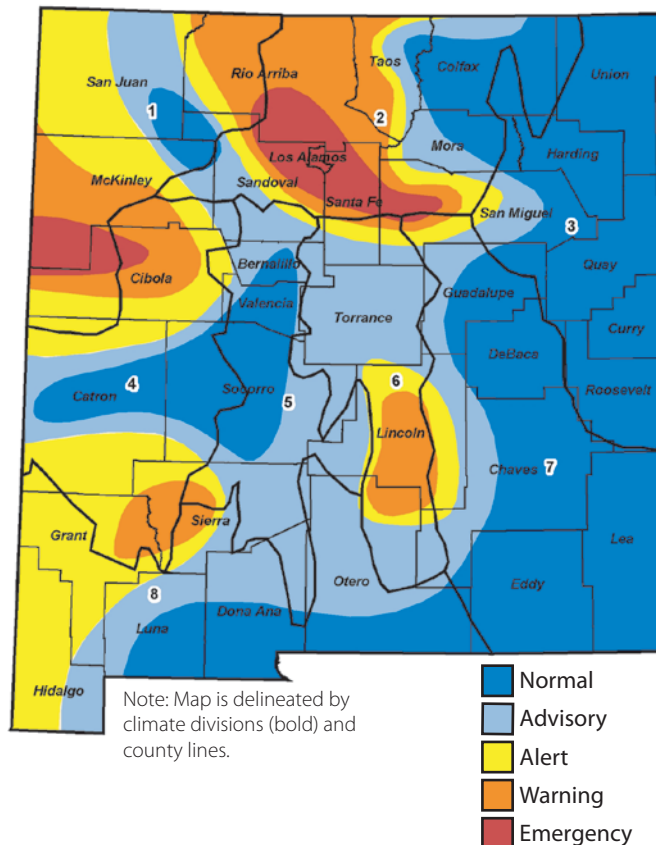 Taos
San Juan
Rio Arriba
Colfax
Union
1
2
Mora
Harding
Los Alamos
McKinley
Sandoval
Santa Fe
San Miguel
3
Bernalillo
Quay
Cibola
Valencia
Guadalupe
Torrance
Curry
DeBaca
4
6
Catron
Socorro
5
Roosevelt
Lincoln
Chaves
7
Grant
Sierra
Lea
Otero
Eddy
8
Luna
Dona Ana
Hidalgo
Note: Map is delineated by
climate divisions (bold) and
county lines.
Normal
Advisory
Alert
Warning
Emergency